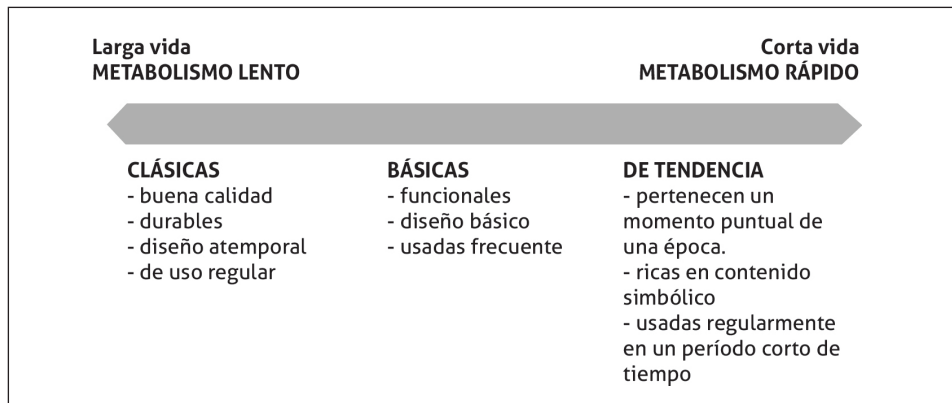 Larga vida
METABOLISMO LENTO
Corta vida
METABOLISMO RÁPIDO
CLÁSICAS
- buena calidad
- durables
- diseño atemporal
- de uso regular
BÁSICAS
- funcionales
- diseño básico
- usadas frecuente
DE TENDENCIA
- pertenecen un
momento puntual de
una época.
- ricas en contenido
simbólico
- usadas regularmente
en un período corto de
tiempo